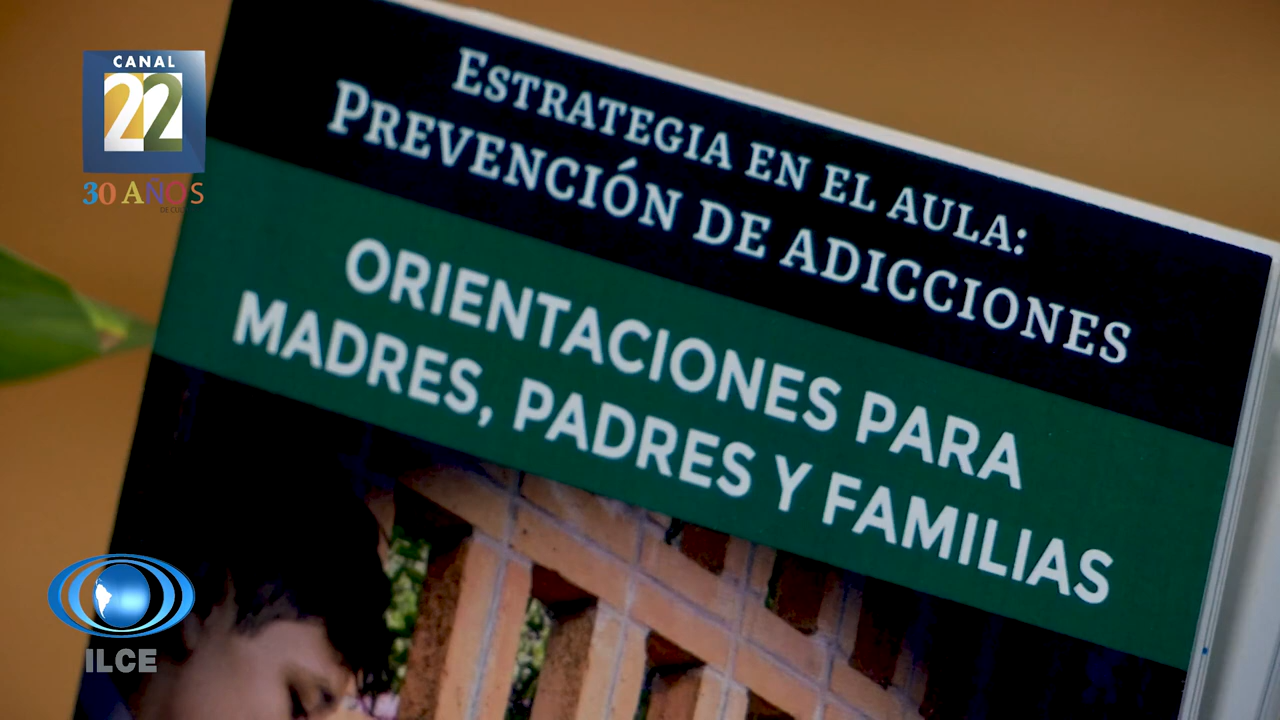 CANAL
22
30 AÑOS
ESTRATEGIA EN EL AULA:
PREVENCIÓN DE ADICCIONES
ORIENTACIONES PARA
MADRES, PADRES Y FAMILIAS
ILCE